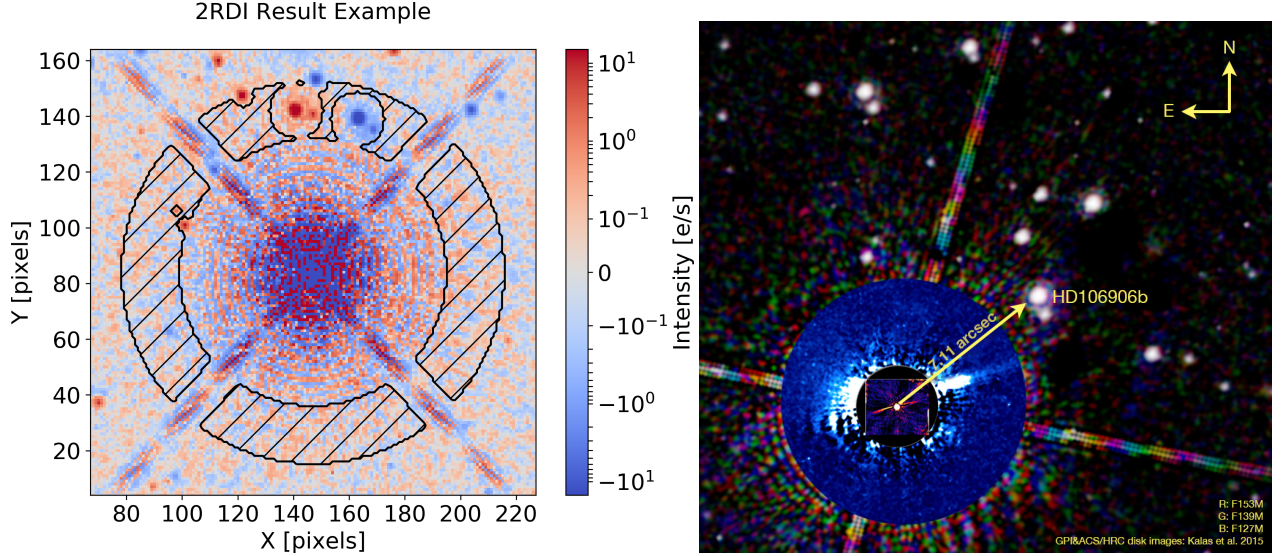 2RDI Result Example
160
140
120
100
80
60
40
20
Y [pixels]
80 100 120 140 160 180 200 220
X [pixels]
10^1
10^0
10^-1
0
−10^-1
−10^0
−10^1
Intensity [e/s]
N
E
HD106906b
7.11 arcsec
R: F153M
G: F139M
B: F127M
GPI&ACS/HRC disk images: Kalas et al. 2015